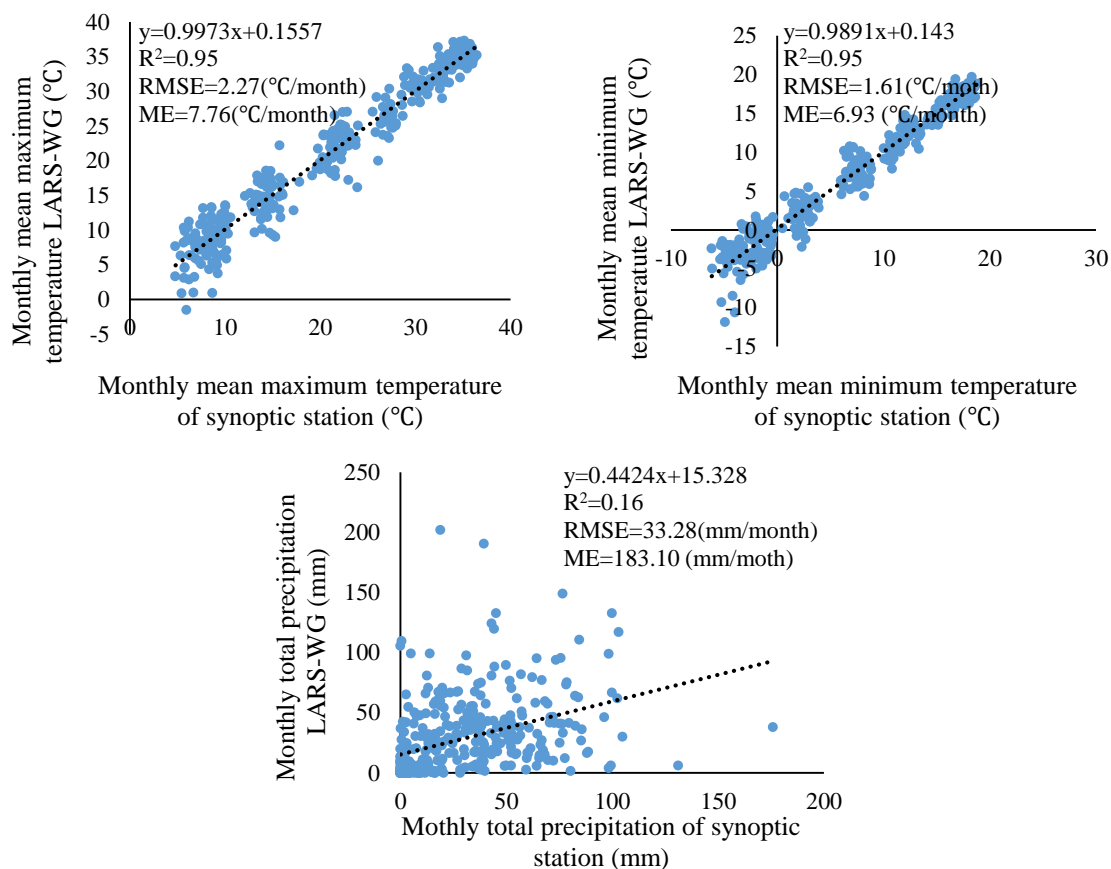 y=0.9973x+0.1557
R²=0.95
RMSE=2.27(℃/month)
ME=7.76(℃/month)
40
35
30
25
20
15
10
5
0
-5
0
10
20
30
40
Monthly mean maximum
temperature LARS-WG (℃)
Monthly mean maximum temperature
of synoptic station (℃)
y=0.9891x+0.143
R²=0.95
RMSE=1.61(℃/moth)
ME=6.93 (℃/month)
25
20
15
10
5
0
-5
-10
-15
-10
0
10
20
30
Monthly mean minimum
temperatute LARS-WG (℃)
Monthly mean minimum temperature
of synoptic station (℃)
y=0.4424x+15.328
R²=0.16
RMSE=33.28(mm/month)
ME=183.10 (mm/moth)
250
200
150
100
50
0
0
50
100
150
200
Monthly total precipitation
LARS-WG (mm)
Mothly total precipitation of synoptic
station (mm)